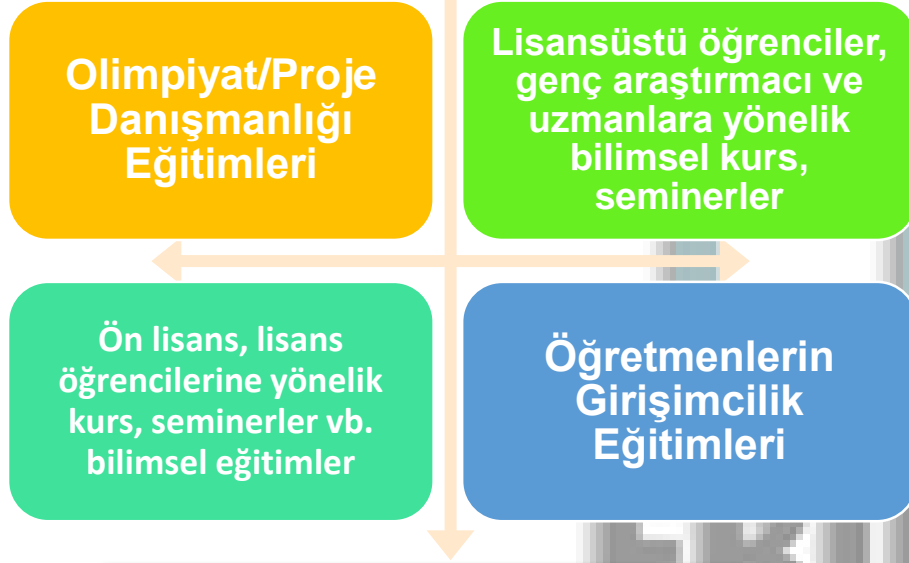 Olimpiyat/Proje
Danışmanlığı
Eğitimleri
Lisansüstü öğrenciler,
genç araştırmacı ve
uzmanlara yönelik
bilimsel kurs,
seminerler
Ön lisans, lisans
öğrencilerine yönelik
kurs, seminerler vb.
bilimsel eğitimler
Öğretmenlerin
Girişimcilik
Eğitimleri